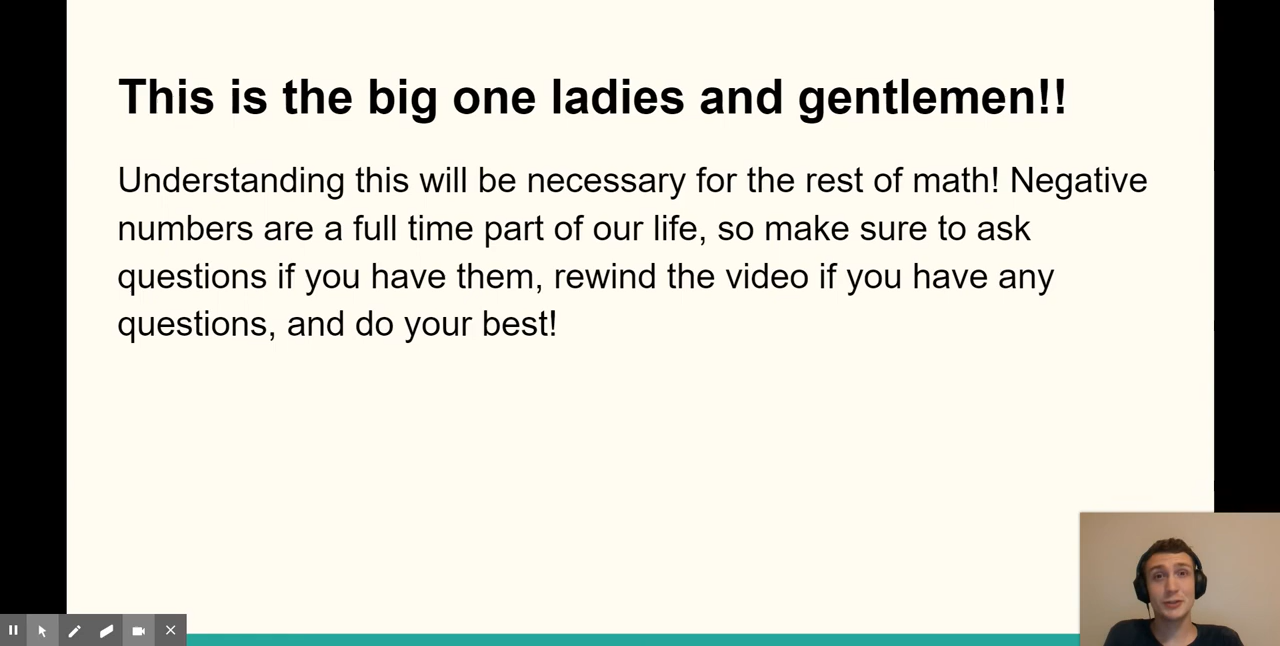 This is the big one ladies and gentlemen!!
Understanding this will be necessary for the rest of math! Negative
numbers are a full time part of our life, so make sure to ask
questions if you have them, rewind the video if you have any
questions, and do your best!